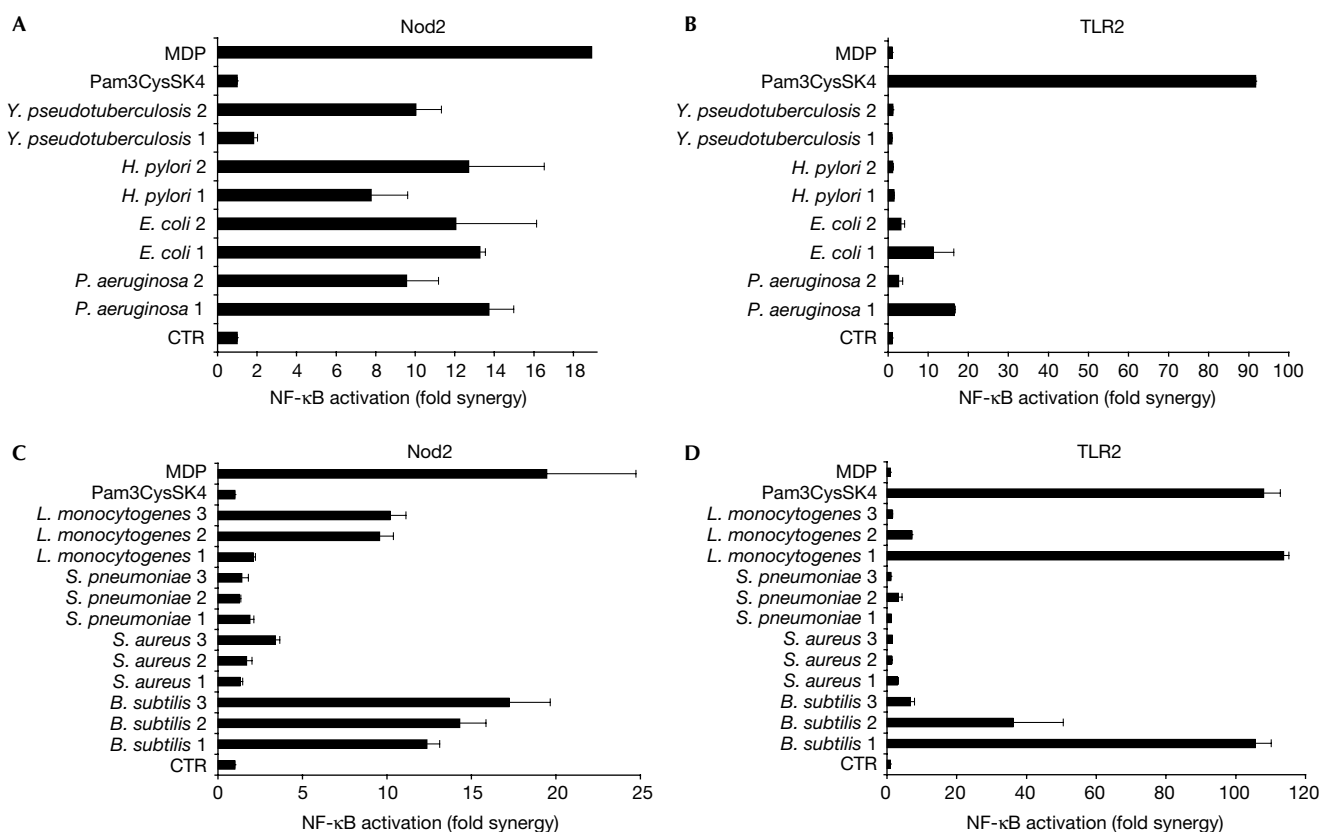 A
Nod2
MDP
Pam3CysSK4
Y. pseudotuberculosis 2
Y. pseudotuberculosis 1
H. pylori 2
H. pylori 1
E. coli 2
E. coli 1
P. aeruginosa 2
P. aeruginosa 1
CTR
0 2 4 6 8 10 12 14 16 18
NF-κB activation (fold synergy)
B
TLR2
MDP
Pam3CysSK4
Y. pseudotuberculosis 2
Y. pseudotuberculosis 1
H. pylori 2
H. pylori 1
E. coli 2
E. coli 1
P. aeruginosa 2
P. aeruginosa 1
CTR
0 10 20 30 40 50 60 70 80 90 100
NF-κB activation (fold synergy)
C
Nod2
MDP
Pam3CysSK4
L. monocytogenes 3
L. monocytogenes 2
L. monocytogenes 1
S. pneumoniae 3
S. pneumoniae 2
S. pneumoniae 1
S. aureus 3
S. aureus 2
S. aureus 1
B. subtilis 3
B. subtilis 2
B. subtilis 1
CTR
0 5 10 15 20 25
NF-κB activation (fold synergy)
D
TLR2
MDP
Pam3CysSK4
L. monocytogenes 3
L. monocytogenes 2
L. monocytogenes 1
S. pneumoniae 3
S. pneumoniae 2
S. pneumoniae 1
S. aureus 3
S. aureus 2
S. aureus 1
B. subtilis 3
B. subtilis 2
B. subtilis 1
CTR
0 20 40 60 80 100 120
NF-κB activation (fold synergy)